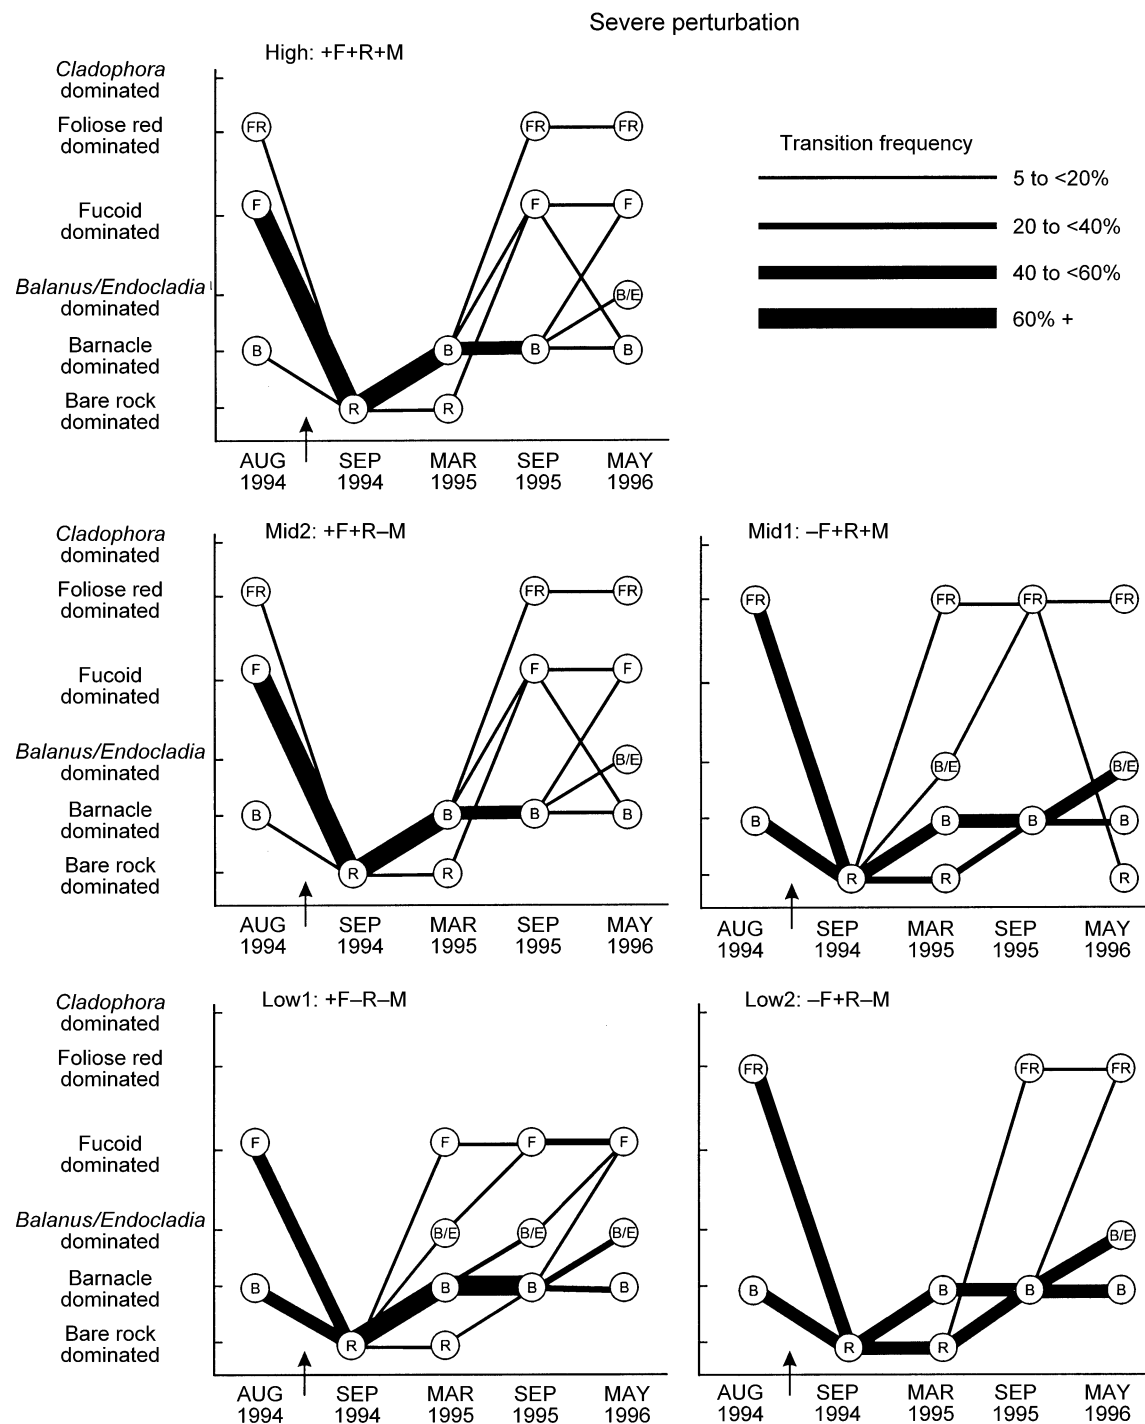 Severe perturbation
High: +F+R+M
Cladophora
dominated
Foliose red
dominated
Fucoid
dominated
Balanus/Endocladia
dominated
Barnacle
dominated
Bare rock
dominated
FR
F
B
R
B
R
FR
F
B
FR
F
B/E
B
AUG
1994
SEP
1994
MAR
1995
SEP
1995
MAY
1996
Transition frequency
5 to <20%
20 to <40%
40 to <60%
60% +
Mid2: +F+R–M
Cladophora
dominated
Foliose red
dominated
Fucoid
dominated
Balanus/Endocladia
dominated
Barnacle
dominated
Bare rock
dominated
FR
F
B
R
B
R
FR
F
B
FR
F
B/E
B
AUG
1994
SEP
1994
MAR
1995
SEP
1995
MAY
1996
Mid1: –F+R+M
FR
B
R
FR
B/E
B
R
FR
B
FR
B/E
B
R
AUG
1994
SEP
1994
MAR
1995
SEP
1995
MAY
1996
Low1: +F–R–M
Cladophora
dominated
Foliose red
dominated
Fucoid
dominated
Balanus/Endocladia
dominated
Barnacle
dominated
Bare rock
dominated
F
B
R
F
B/E
B
R
F
B/E
B
F
B/E
B
AUG
1994
SEP
1994
MAR
1995
SEP
1995
MAY
1996
Low2: –F+R–M
FR
B
R
B
R
FR
B
FR
B/E
B
AUG
1994
SEP
1994
MAR
1995
SEP
1995
MAY
1996